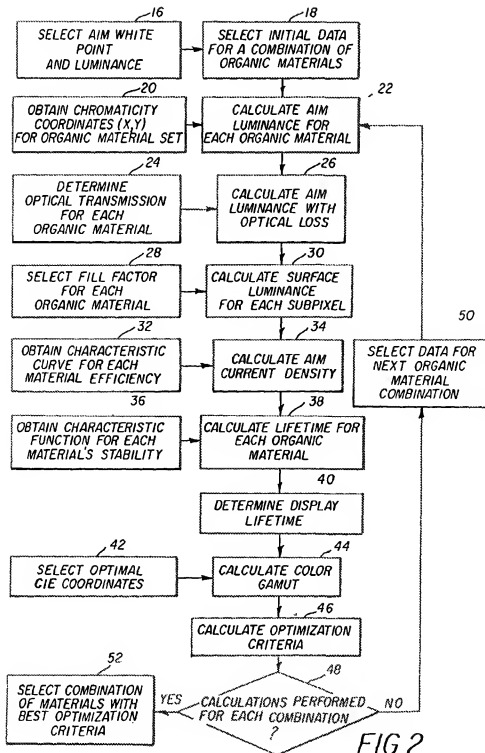 16
SELECT AIM WHITE
POINT
AND LUMINANCE
18
SELECT INITIAL DATA
FOR A COMBINATION OF
ORGANIC MATERIALS
20
OBTAIN CHROMATICITY
COORDINATES (X,Y)
FOR ORGANIC MATERIAL SET
22
CALCULATE AIM
LUMINANCE FOR
EACH ORGANIC MATERIAL
24
DETERMINE
OPTICAL TRANSMISSION
FOR EACH
ORGANIC MATERIAL
26
CALCULATE AIM
LUMINANCE WITH
OPTICAL LOSS
28
SELECT FILL FACTOR
FOR EACH
ORGANIC MATERIAL
30
CALCULATE SURFACE
LUMINANCE
FOR EACH SUBPIXEL
32
OBTAIN CHARACTERISTIC
CURVE FOR EACH
MATERIAL EFFICIENCY
34
CALCULATE AIM
CURRENT DENSITY
50
SELECT DATA FOR
NEXT ORGANIC
MATERIAL
COMBINATION
36
OBTAIN CHARACTERISTIC
FUNCTION FOR EACH
MATERIAL'S STABILITY
38
CALCULATE LIFETIME FOR
EACH ORGANIC
MATERIAL
40
DETERMINE DISPLAY
LIFETIME
42
SELECT OPTIMAL
CIE COORDINATES
44
CALCULATE COLOR
GAMUT
46
CALCULATE OPTIMIZATION
CRITERIA
48
CALCULATIONS PERFORMED
FOR EACH COMBINATION
?
YES
NO
52
SELECT COMBINATION
OF MATERIALS WITH
BEST OPTIMIZATION
CRITERIA
FIG 2